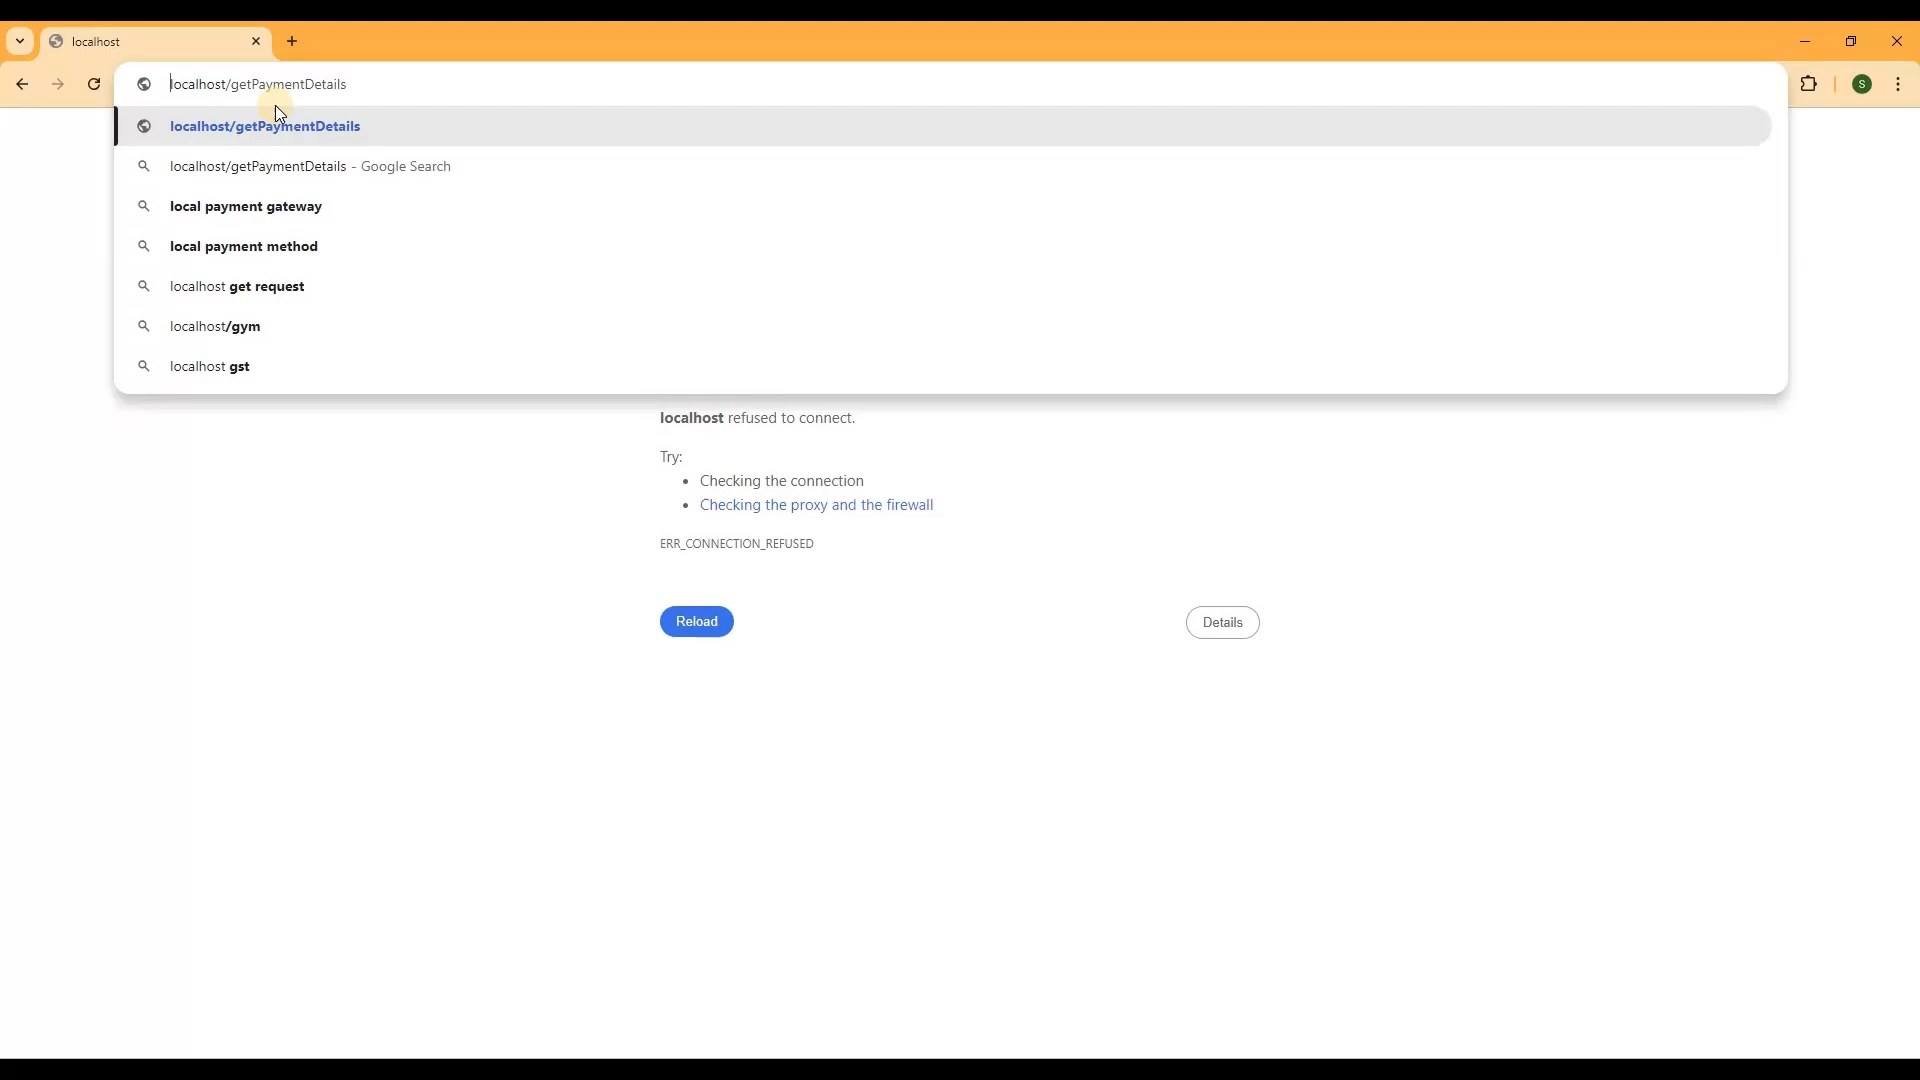 localhost
localhost/getPaymentDetails
S
localhost/getPaymentDetails
localhost/getPaymentDetails - Google Search
local payment gateway
local payment method
localhost get request
localhost/gym
localhost gst
localhost refused to connect.
Try:
Checking the connection
Checking the proxy and the firewall
ERR_CONNECTION_REFUSED
Reload
Details